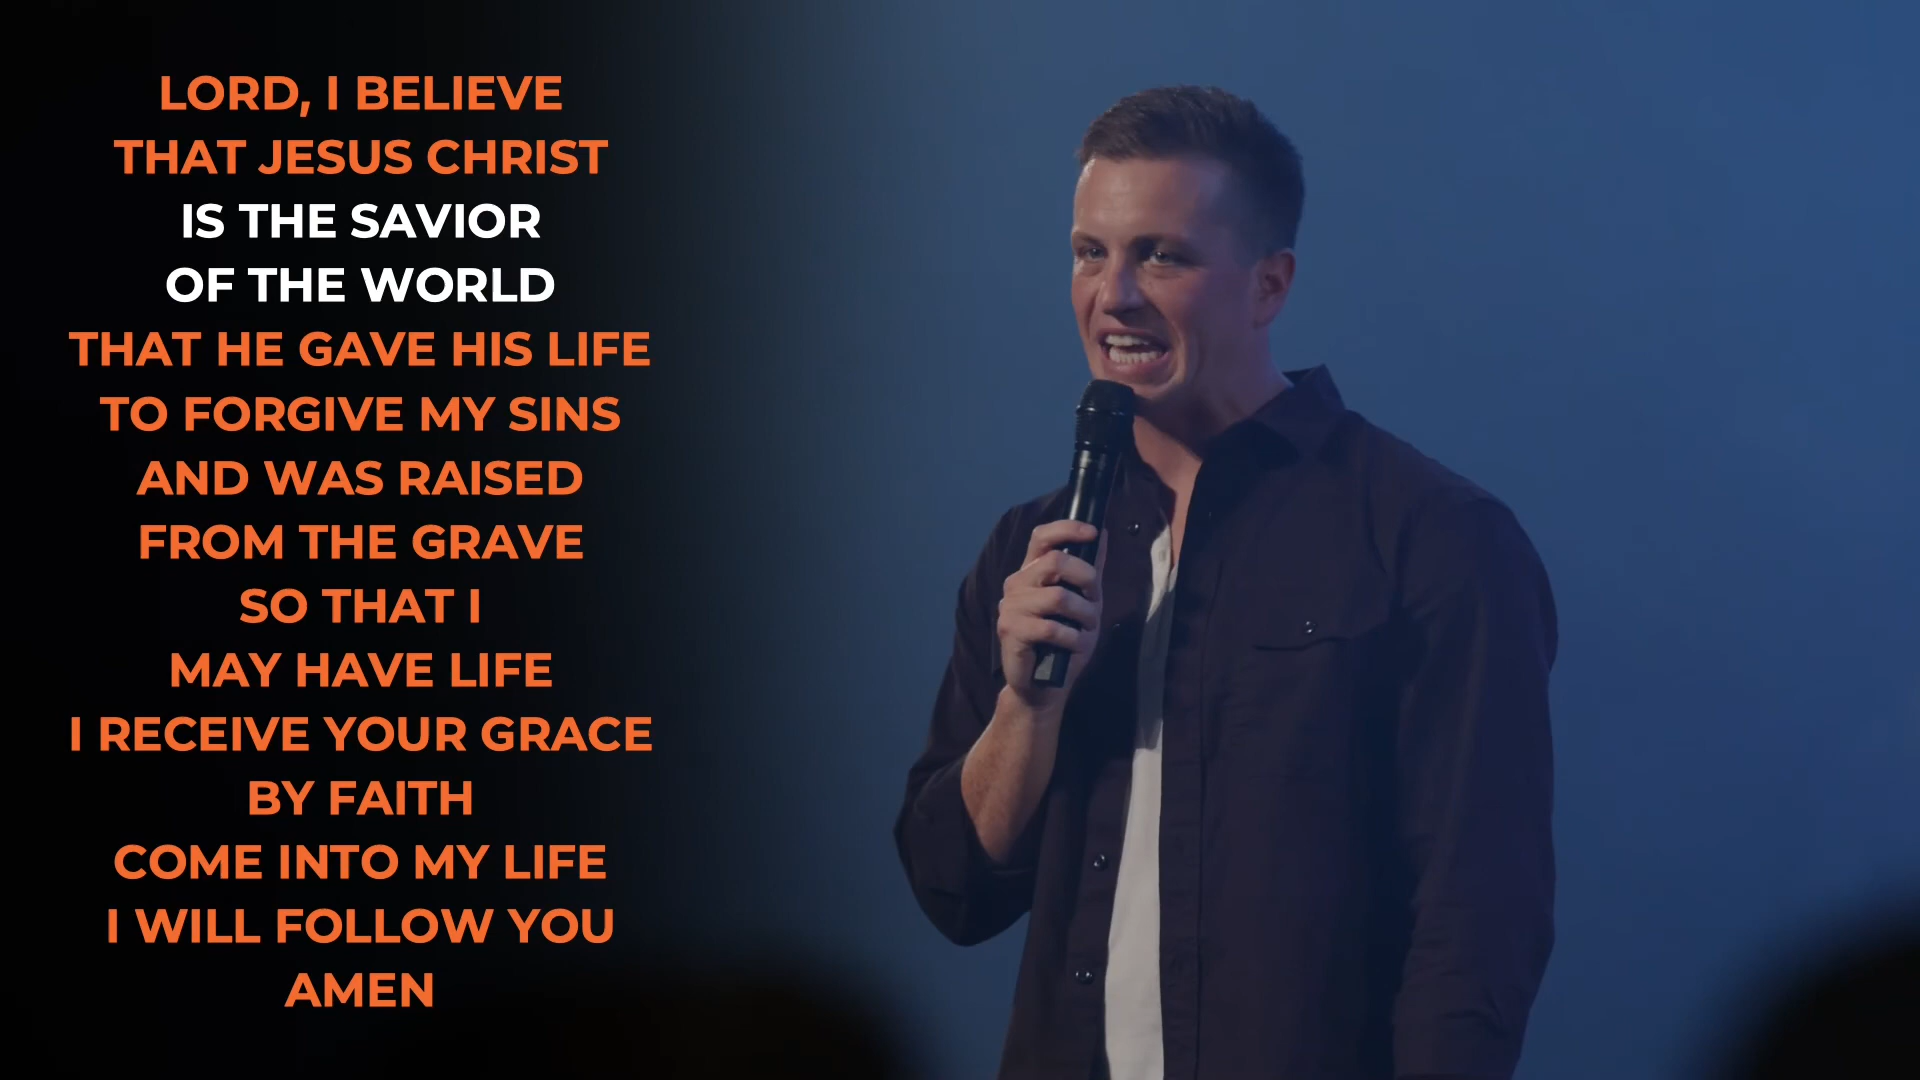 LORD, I BELIEVE
THAT JESUS CHRIST
IS THE SAVIOR
OF THE WORLD
THAT HE GAVE HIS LIFE
TO FORGIVE MY SINS
AND WAS RAISED
FROM THE GRAVE
SO THAT I
MAY HAVE LIFE
I RECEIVE YOUR GRACE
BY FAITH
COME INTO MY LIFE
I WILL FOLLOW YOU
AMEN